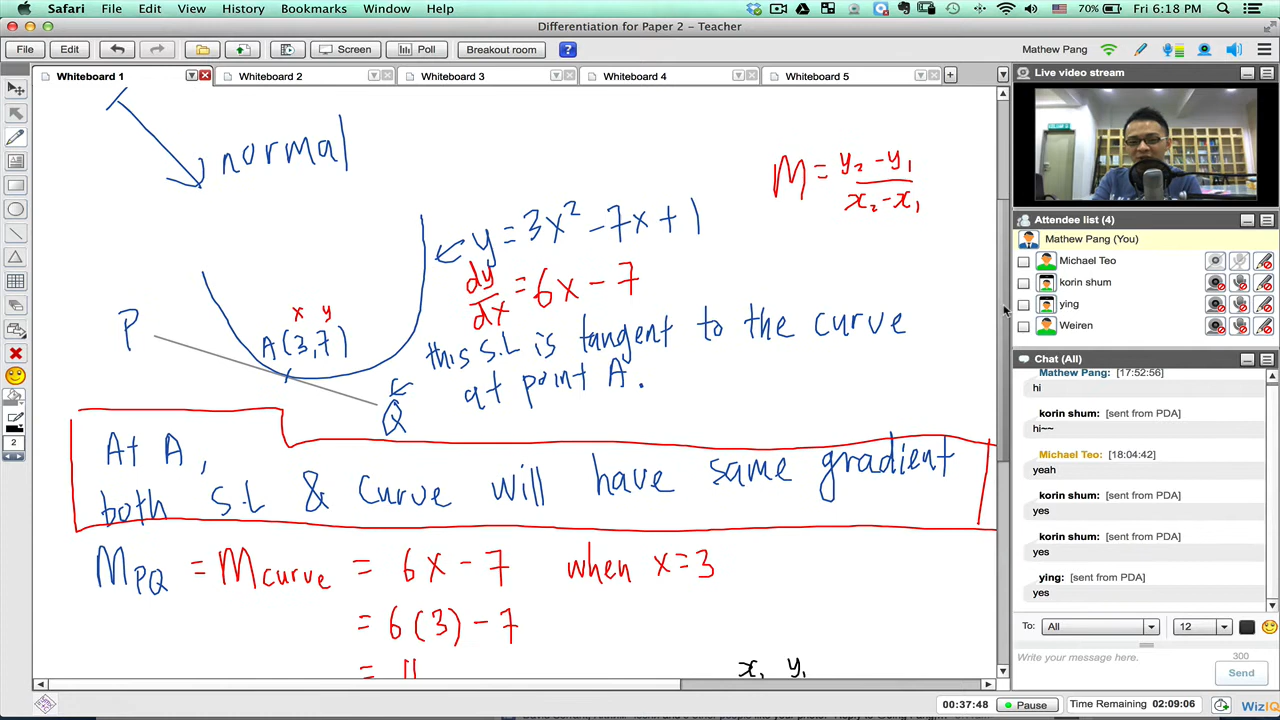 Safari File Edit View History Bookmarks Window Help 70% Fri 6:18 PM
Differentiation for Paper 2 - Teacher
File Edit Screen Poll Breakout room ? Mathew Pang
Whiteboard 1 Whiteboard 2 Whiteboard 3 Whiteboard 4 Whiteboard 5
normal
M = y₂ - y₁
x₂ - x₁
y = 3x² - 7x + 1
dy
dx
= 6x - 7
x y
A (3, 7)
P
Q
this S.L is tangent to the curve
at point A.
At A,
both S.L & curve will have same gradient
M_PQ = M_curve = 6x - 7 when x = 3
= 6(3) - 7
= 11
x₁ y₁
2
Live video stream
Attendee list (4)
Mathew Pang (You)
Michael Teo
korin shum
ying
Weiren
Chat (All)
Mathew Pang: [17:52:56]
hi
korin shum: [sent from PDA]
hi~~
Michael Teo: [18:04:42]
yeah
korin shum: [sent from PDA]
yes
korin shum: [sent from PDA]
yes
ying: [sent from PDA]
yes
To: All 12
Write your message here... 300
Send
00:37:48 Pause Time Remaining 02:09:06 WizIQ